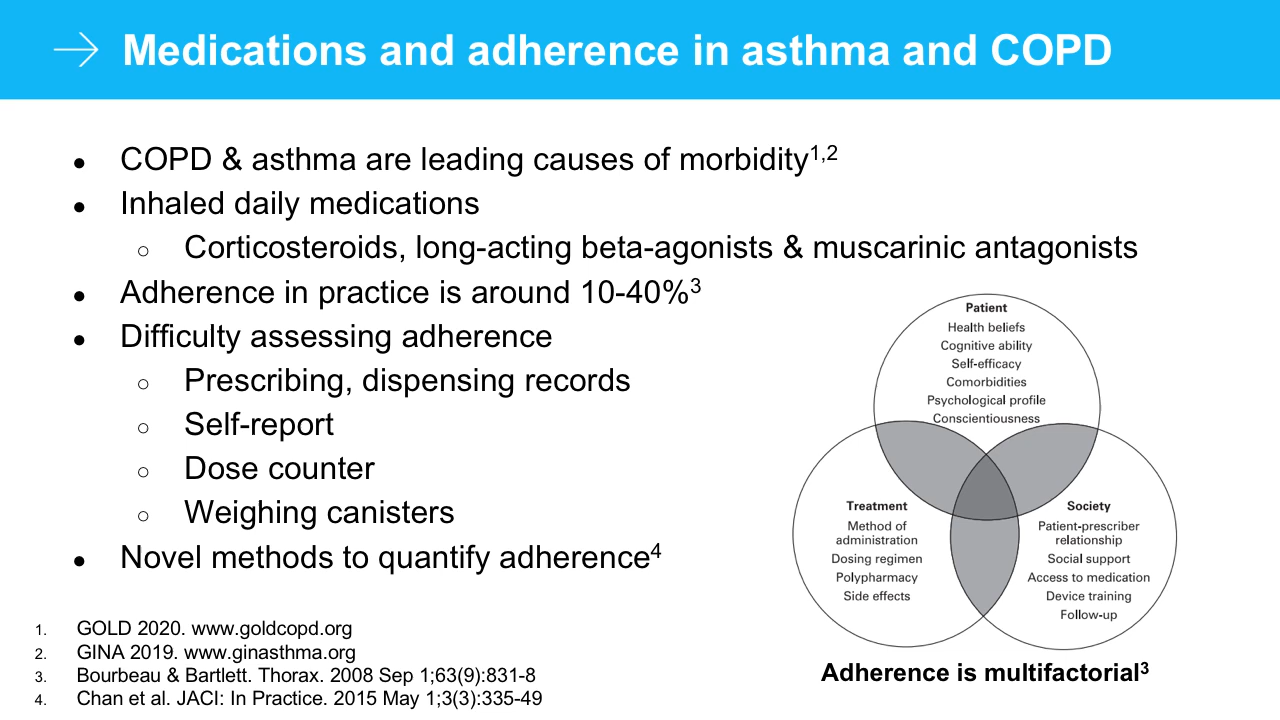 Medications and adherence in asthma and COPD
● COPD & asthma are leading causes of morbidity1,2
● Inhaled daily medications
○ Corticosteroids, long-acting beta-agonists & muscarinic antagonists
● Adherence in practice is around 10-40%3
● Difficulty assessing adherence
○ Prescribing, dispensing records
○ Self-report
○ Dose counter
○ Weighing canisters
● Novel methods to quantify adherence4
Patient
Health beliefs
Cognitive ability
Self-efficacy
Comorbidities
Psychological profile
Conscientiousness
Treatment
Method of
administration
Dosing regimen
Polypharmacy
Side effects
Society
Patient-prescriber
relationship
Social support
Access to medication
Device training
Follow-up
Adherence is multifactorial3
1. GOLD 2020. www.goldcopd.org
2. GINA 2019. www.ginasthma.org
3. Bourbeau & Bartlett. Thorax. 2008 Sep 1;63(9):831-8
4. Chan et al. JACI: In Practice. 2015 May 1;3(3):335-49